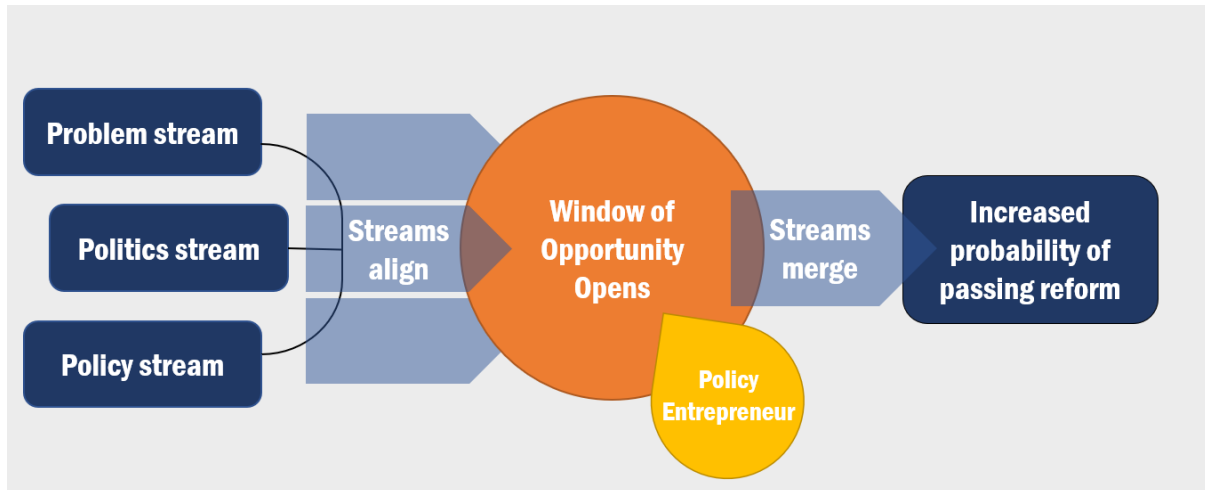 Problem stream
Politics stream
Policy stream
Streams
align
Window of
Opportunity
Opens
Policy
Entrepreneur
Streams
merge
Increased
probability of
passing reform